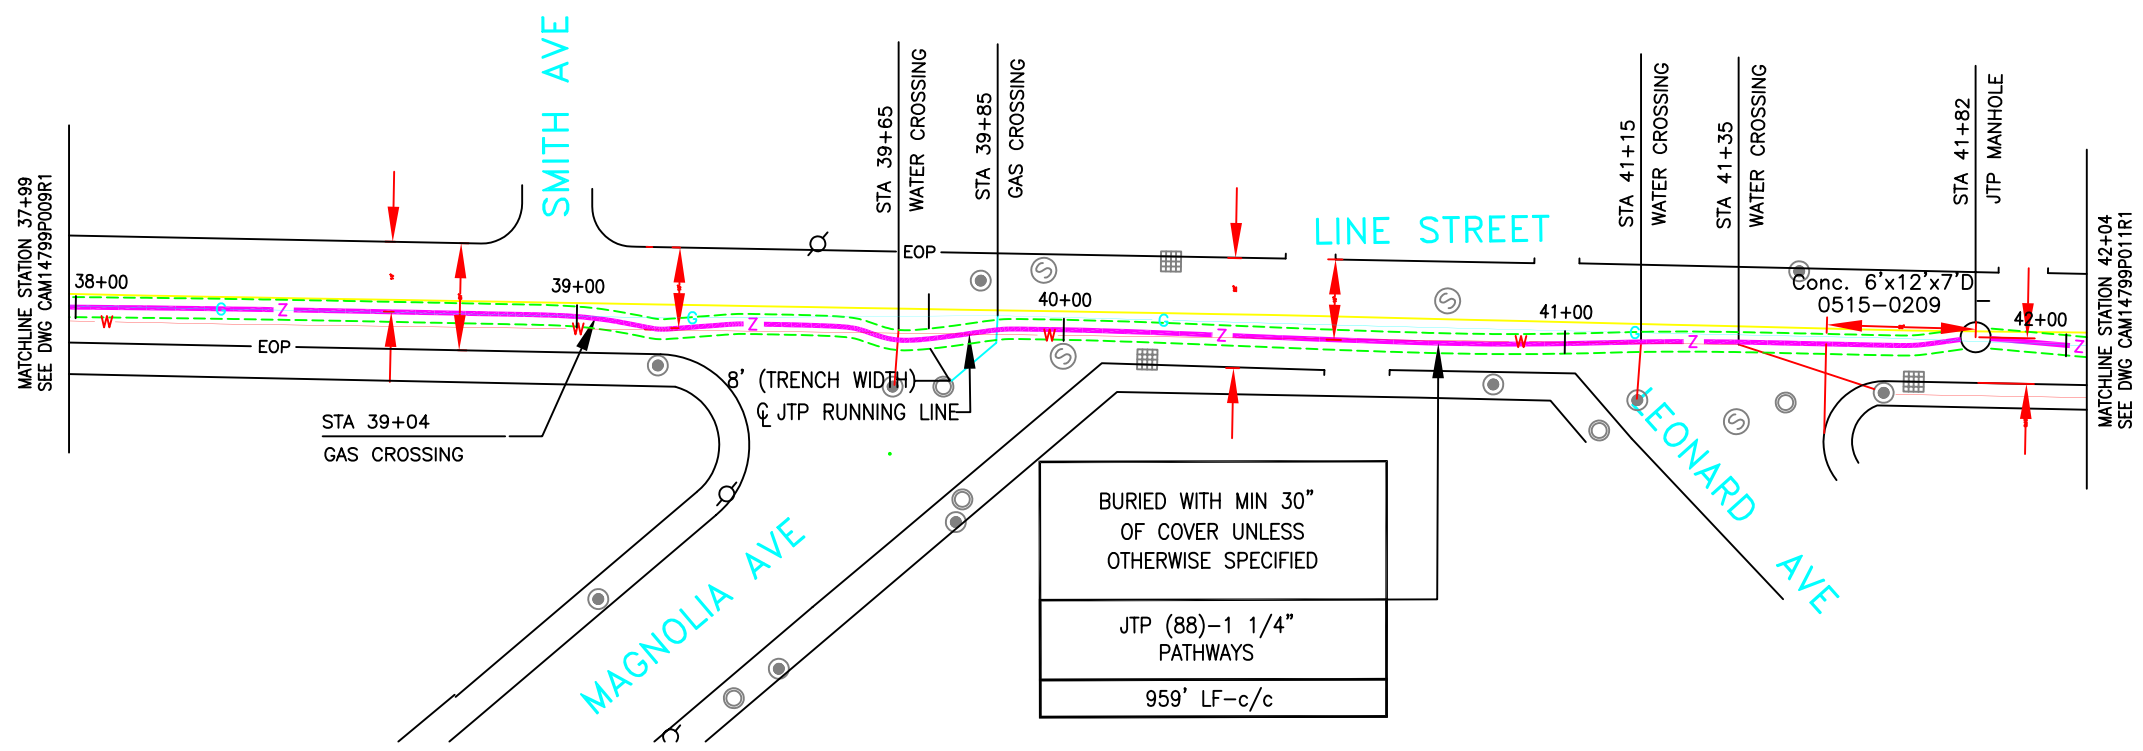 MATCHLINE STATION 37+99
SEE DWG CAM14799P009R1
38+00
SMITH AVE
39+00
STA 39+65
WATER CROSSING
STA 39+85
GAS CROSSING
EOP
40+00
LINE STREET
41+00
STA 41+15
WATER CROSSING
STA 41+35
WATER CROSSING
STA 41+82
JTP MANHOLE
Conc. 6'x12'x7'D
0515-0209
42+00
MATCHLINE STATION 42+04
SEE DWG CAM14799P011R1
W
G
Z
W
G
Z
W
G
Z
W
G
Z
Z
EOP
STA 39+04
GAS CROSSING
8' (TRENCH WIDTH)
℄ JTP RUNNING LINE
S
S
S
S
S
MAGNOLIA AVE
LEONARD AVE
BURIED WITH MIN 30"
OF COVER UNLESS
OTHERWISE SPECIFIED
JTP (88)-1 1/4"
PATHWAYS
959' LF-c/c